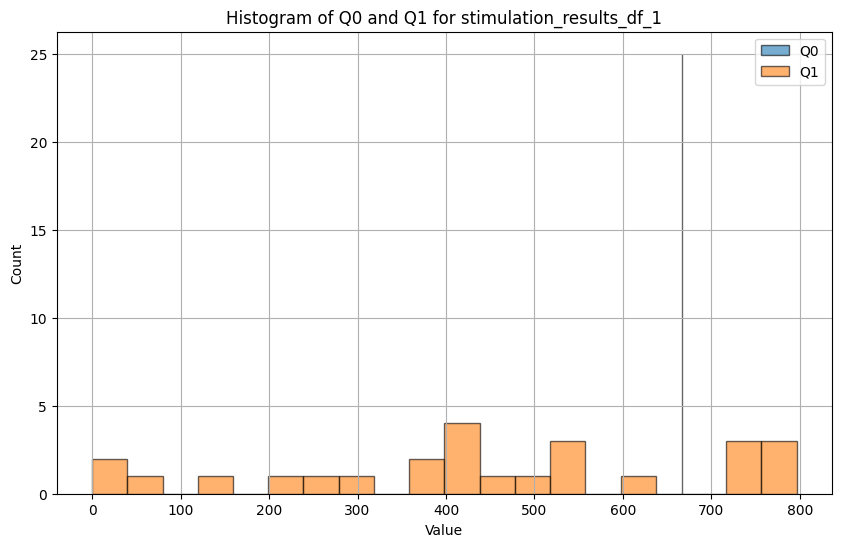 Histogram of Q0 and Q1 for stimulation_results_df_1
Q0
Q1
Count
25
20
15
10
5
0
0 100 200 300 400 500 600 700 800
Value